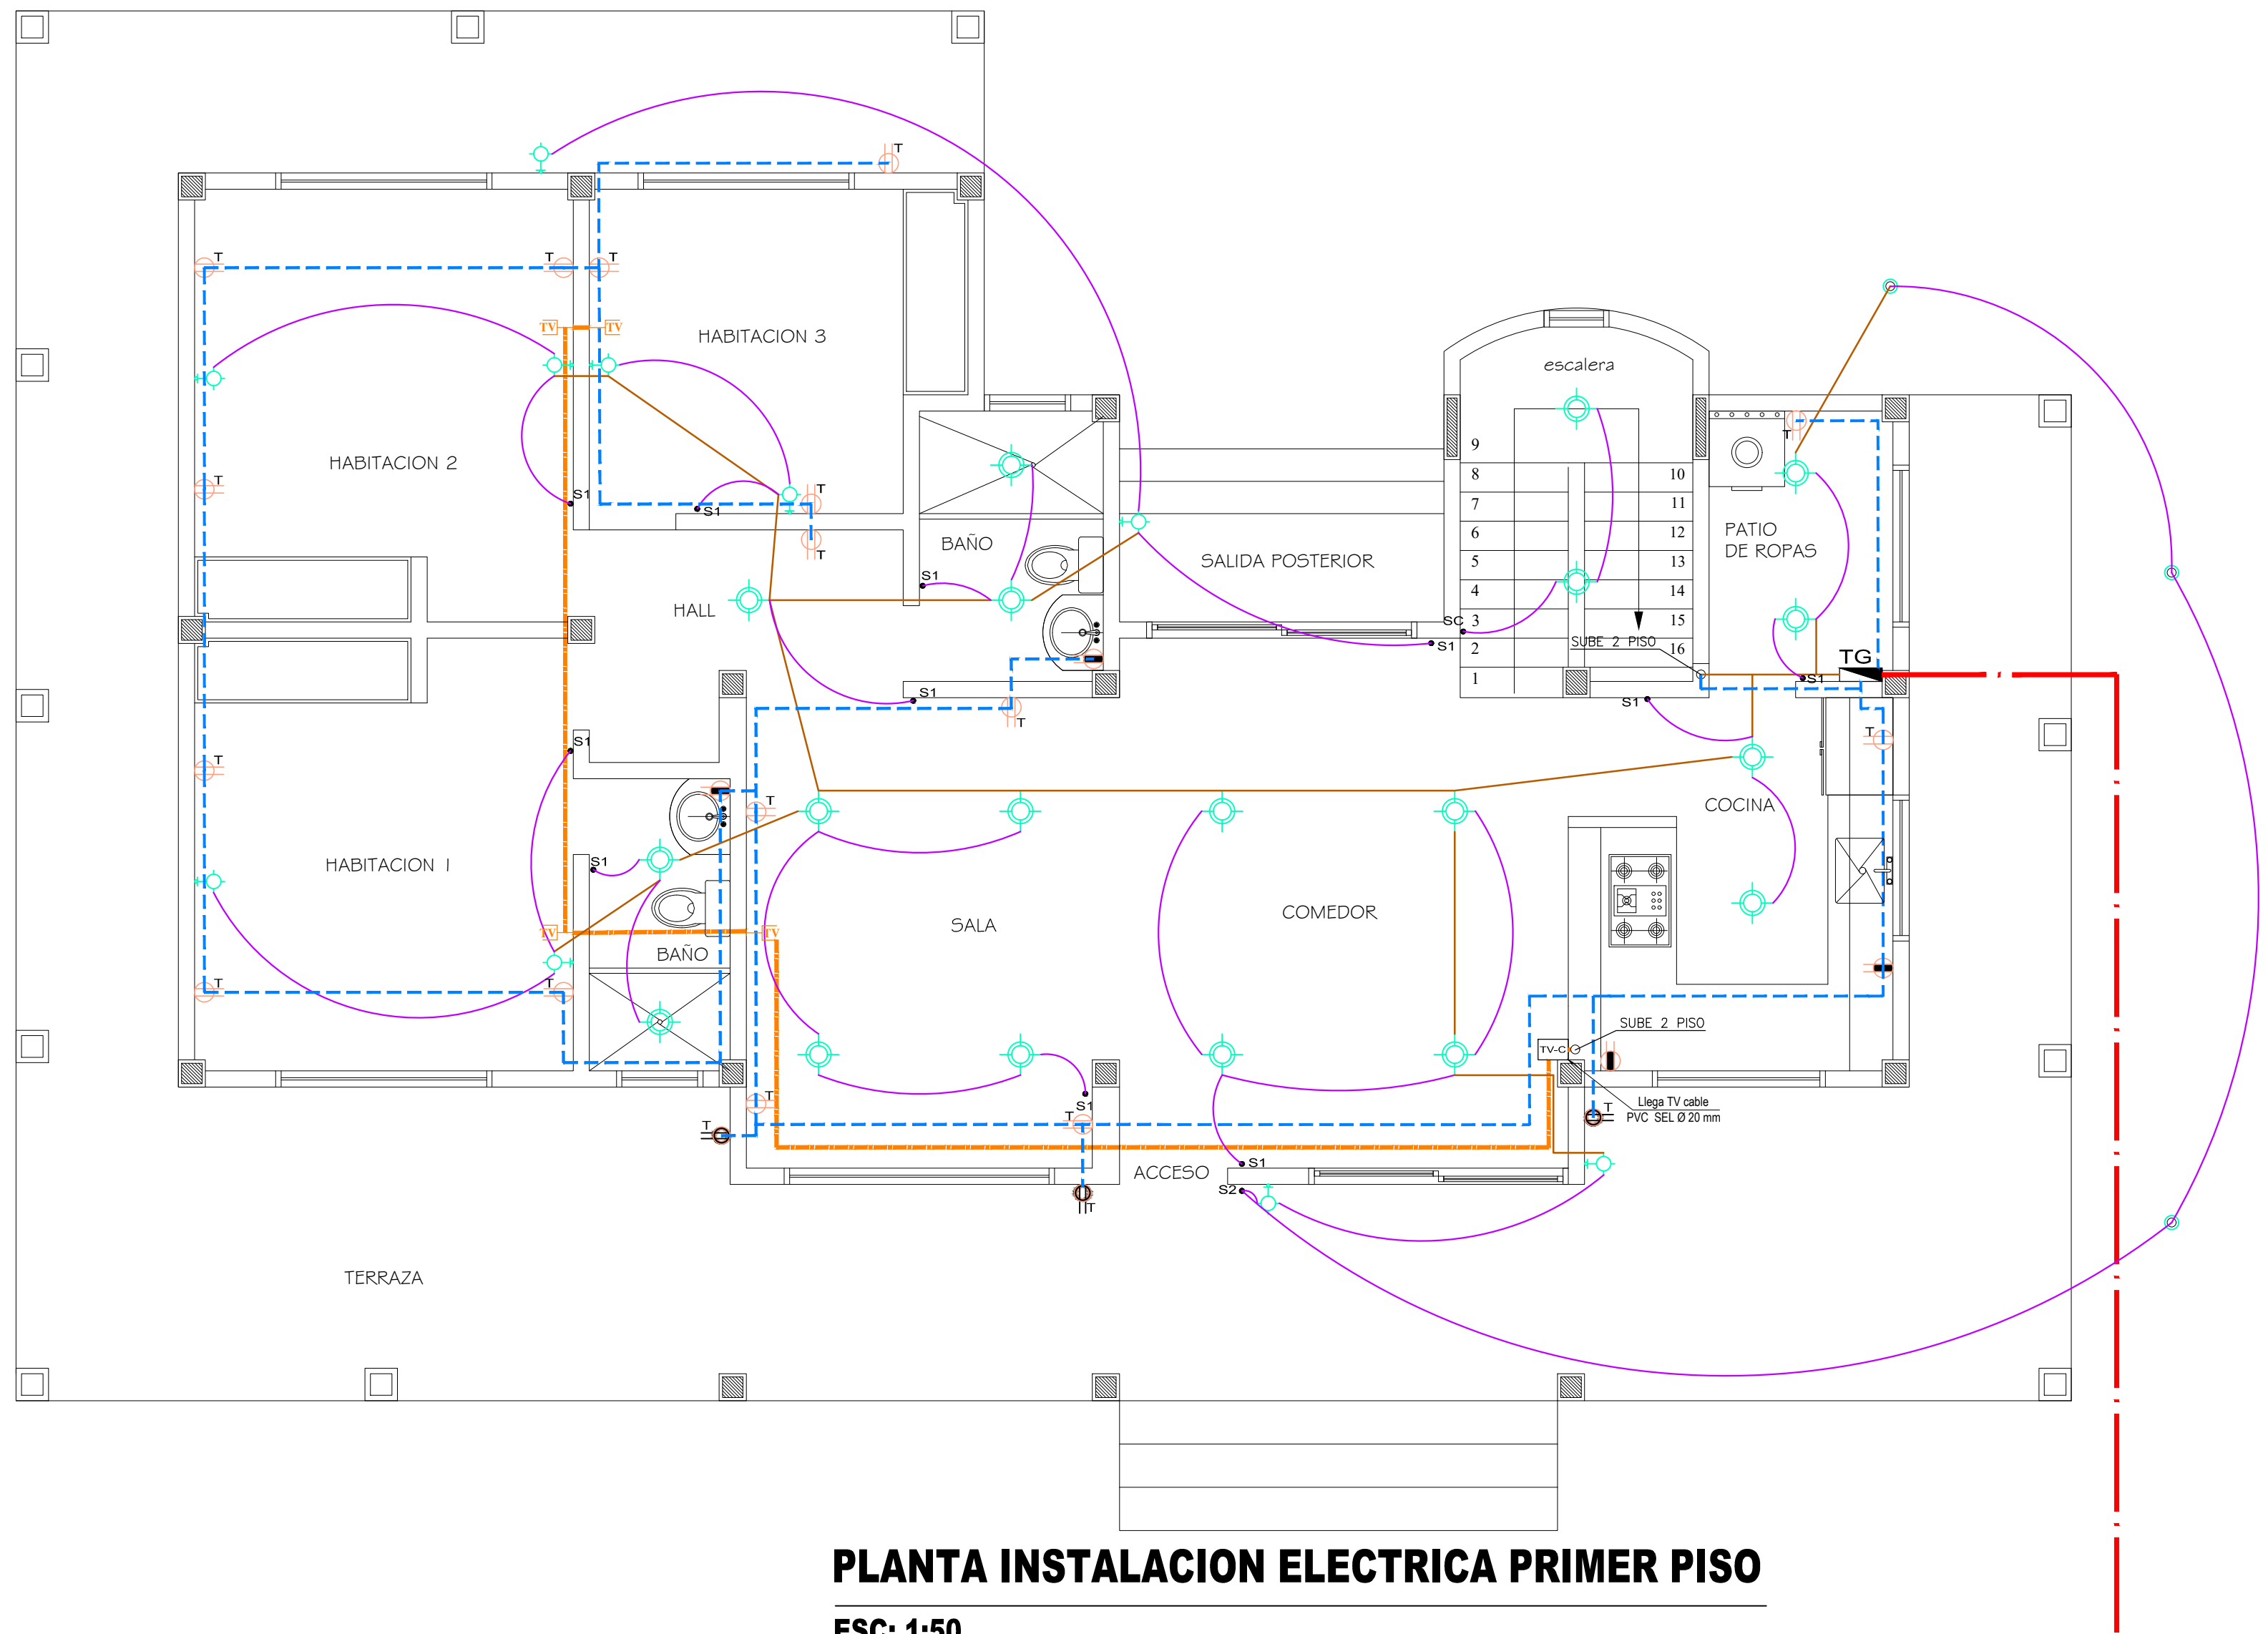 T
T
T
T
TV
TV
HABITACION 3
escalera
9
8
10
T
HABITACION 2
T
S1
S1
T
7
11
PATIO
DE ROPAS
6
12
BAÑO
T
SALIDA POSTERIOR
5
13
S1
4
14
HALL
SC
3
15
S1
2
SUBE 2 PISO
16
TG
1
S1
S1
S1
T
T
S1
T
T
COCINA
HABITACION 1
S1
SALA
COMEDOR
TV
TV
BAÑO
T
T
SUBE 2 PISO
TV-C
T
S1
T
Llega TV cable
PVC SEL Ø 20 mm
T
T
ACCESO
S1
S2
T
TERRAZA
PLANTA INSTALACION ELECTRICA PRIMER PISO
ESC: 1:50